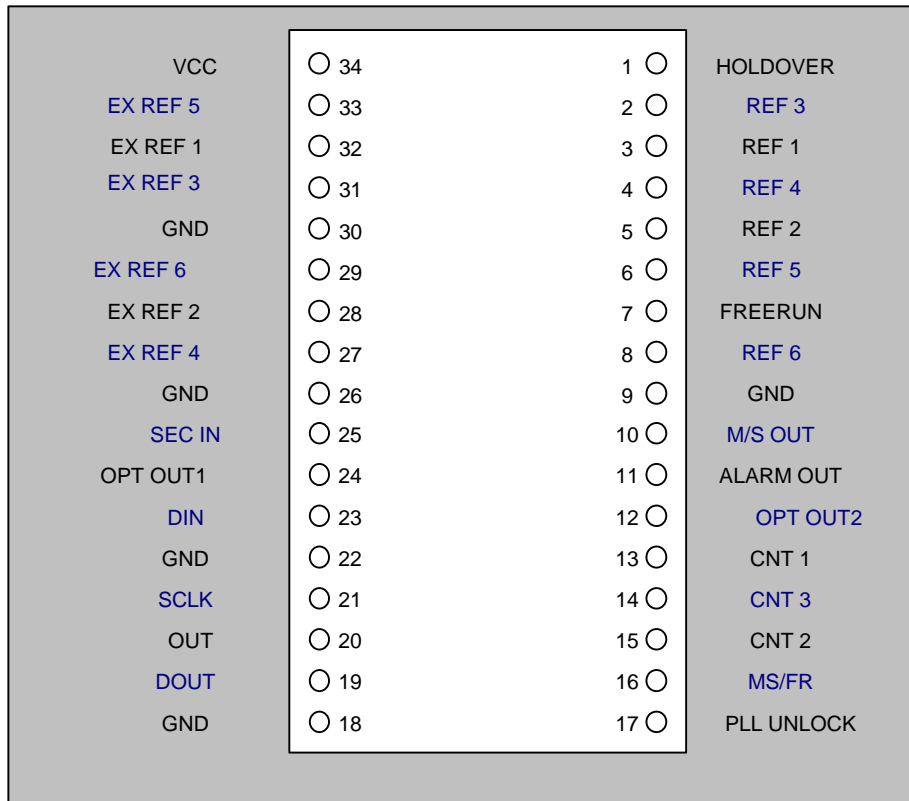 VCC 34 1 HOLDOVER
EX REF 5 33 2 REF 3
EX REF 1 32 3 REF 1
EX REF 3 31 4 REF 4
GND 30 5 REF 2
EX REF 6 29 6 REF 5
EX REF 2 28 7 FREERUN
EX REF 4 27 8 REF 6
GND 26 9 GND
SEC IN 25 10 M/S OUT
OPT OUT1 24 11 ALARM OUT
DIN 23 12 OPT OUT2
GND 22 13 CNT 1
SCLK 21 14 CNT 3
OUT 20 15 CNT 2
DOUT 19 16 MS/FR
GND 18 17 PLL UNLOCK